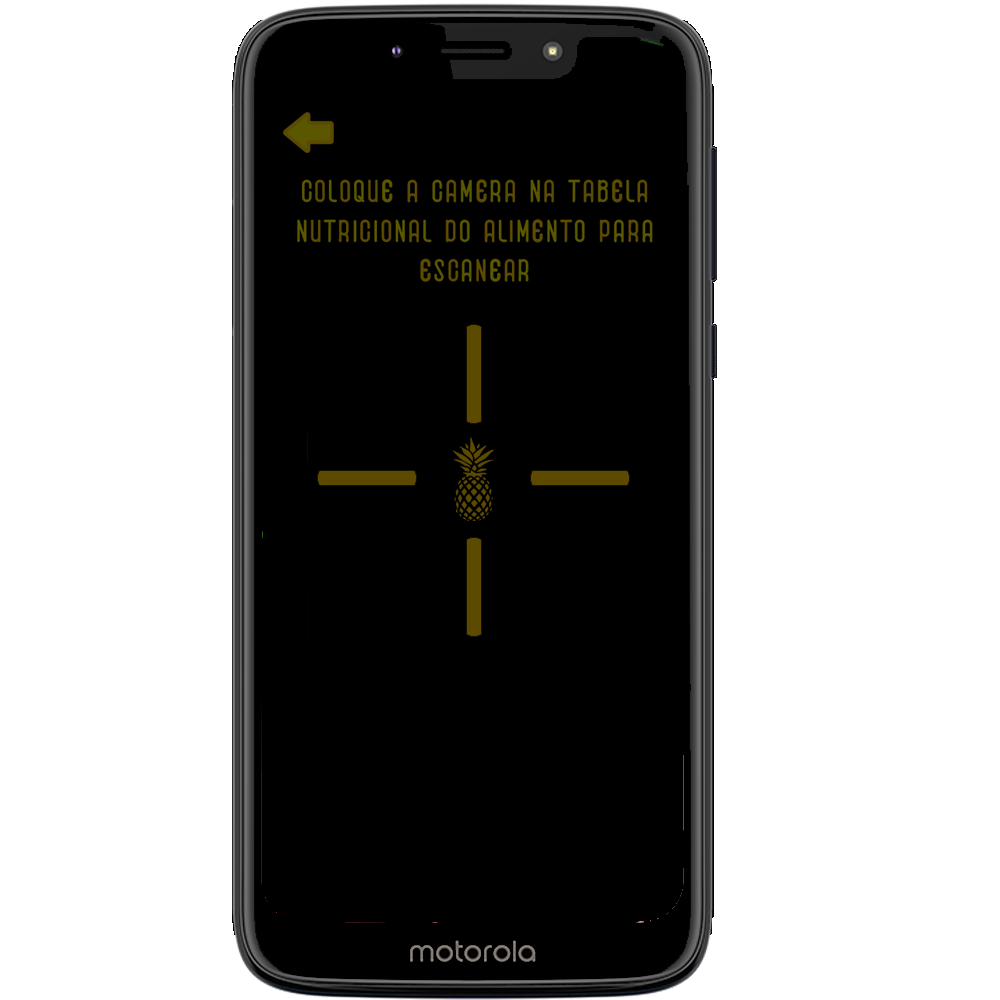 COLOQUE A CAMERA NA TABELA
NUTRICIONAL DO ALIMENTO PARA
ESCANEAR
motorola